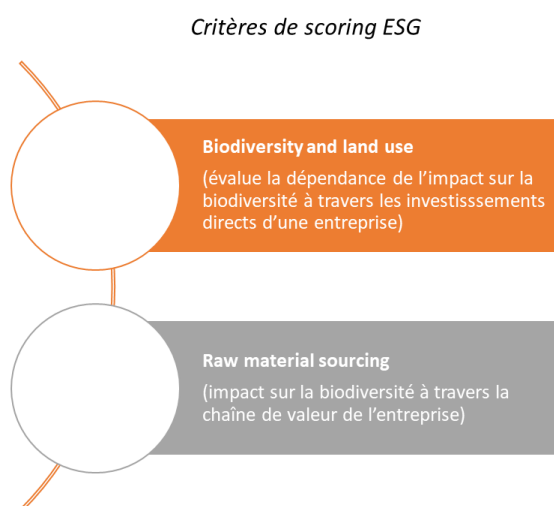 Critères de scoring ESG
Biodiversity and land use
(évalue la dépendance de l’impact sur la
biodiversité à travers les investisssements
directs d’une entreprise)
Raw material sourcing
(impact sur la biodiversité à travers la
chaîne de valeur de l’entreprise)